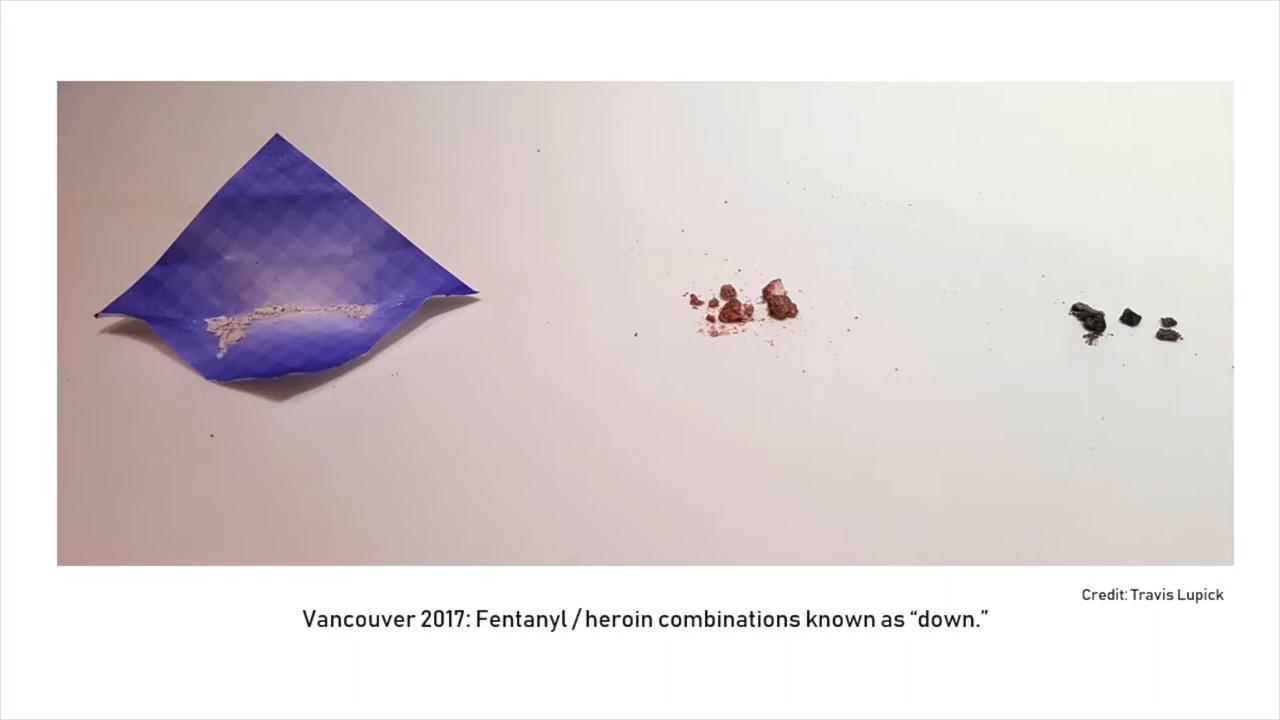 Credit: Travis Lupick
Vancouver 2017: Fentanyl / heroin combinations known as “down.”